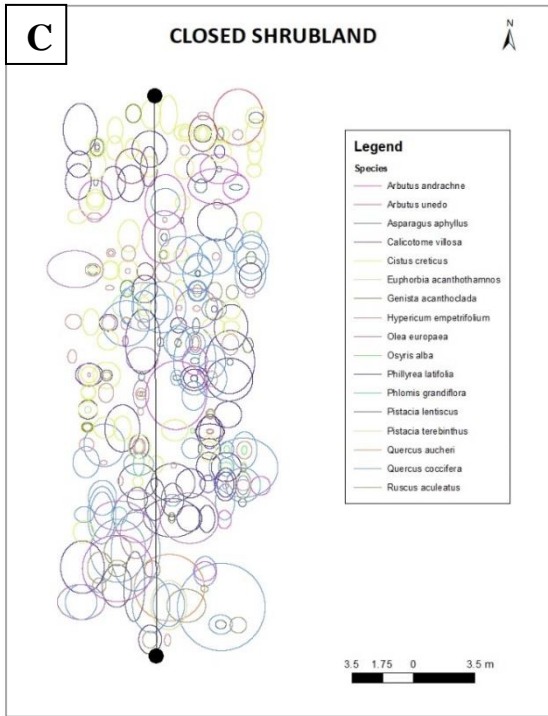 C
CLOSED SHRUBLAND
N
Legend
Species
Arbutus andrachne
Arbutus unedo
Asparagus aphyllus
Calicotome villosa
Cistus creticus
Euphorbia acanthothamnos
Genista acanthoclada
Hypericum empetrifolium
Olea europaea
Osyris alba
Phillyrea latifolia
Phlomis grandiflora
Pistacia lentiscus
Pistacia terebinthus
Quercus aucheri
Quercus coccifera
Ruscus aculeatus
3.5 1.75 0 3.5 m